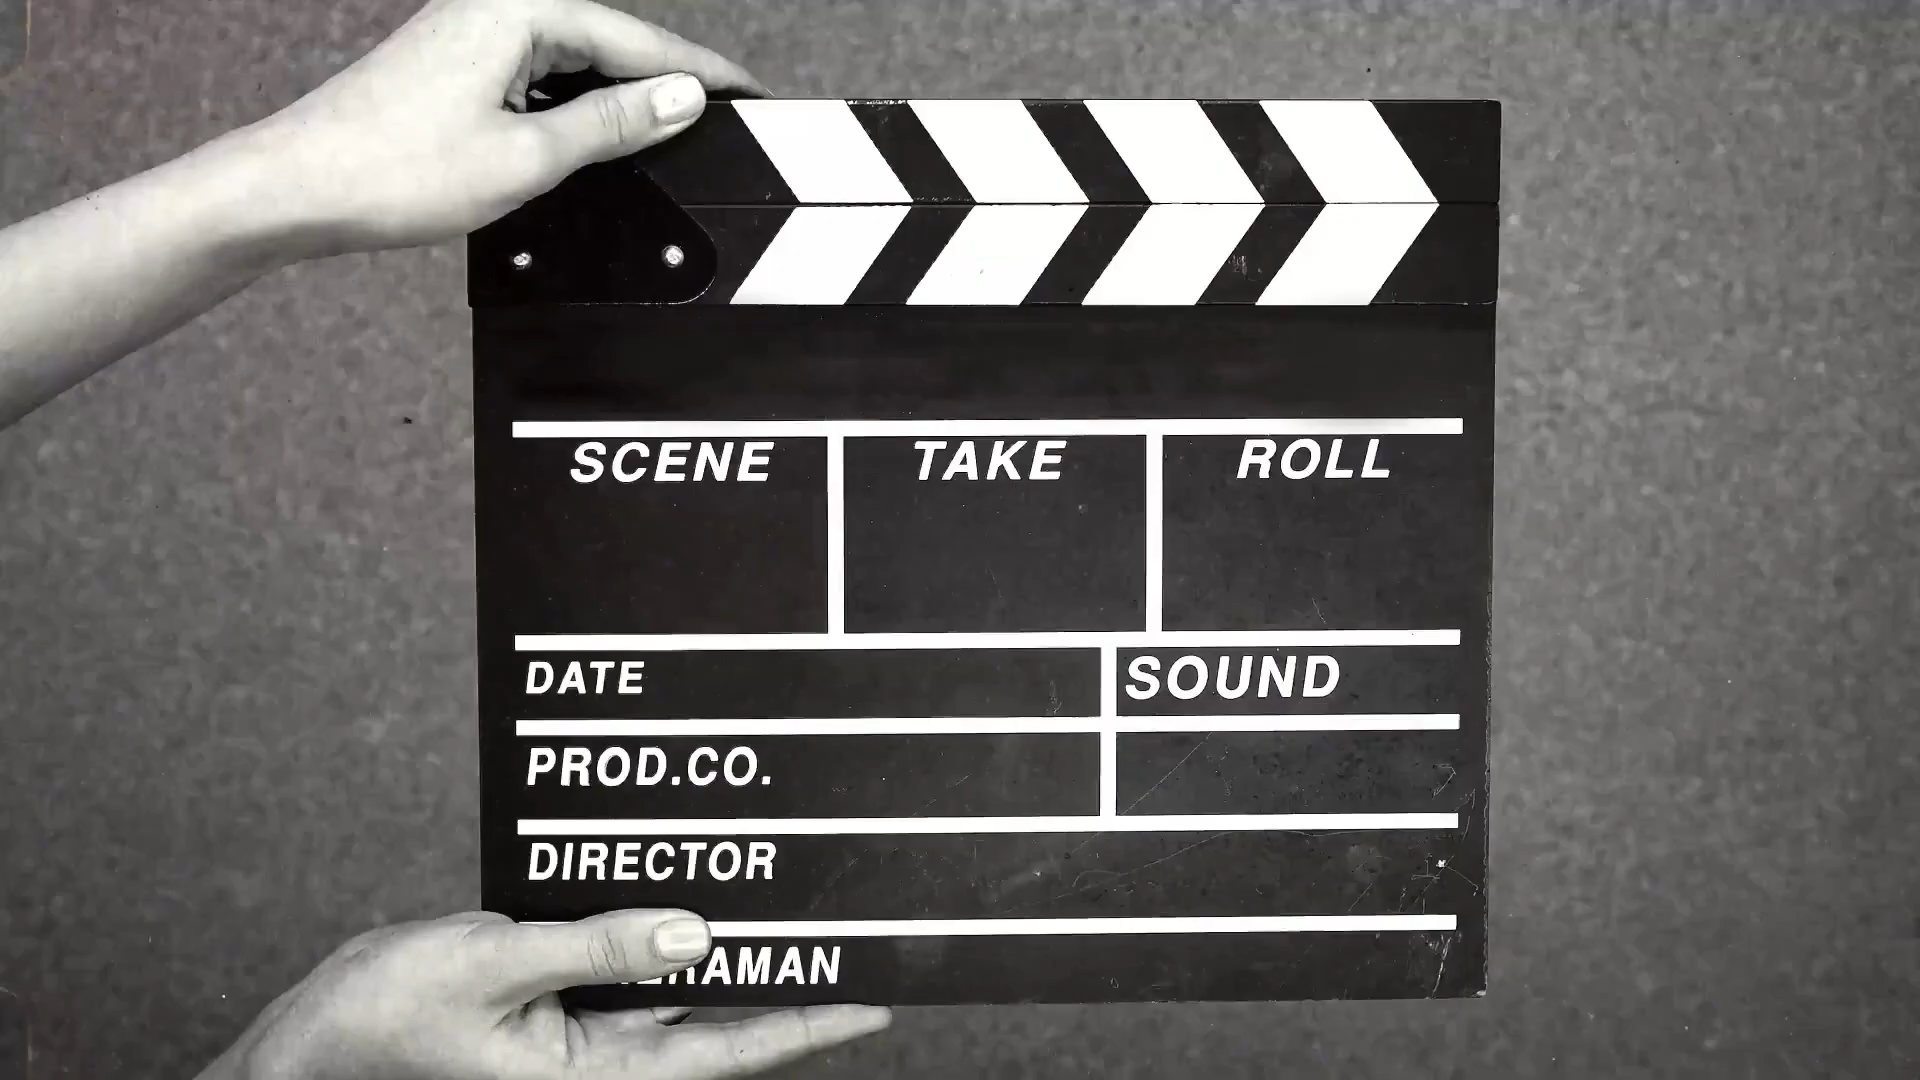 SCENE TAKE ROLL
DATE SOUND
PROD.CO.
DIRECTOR